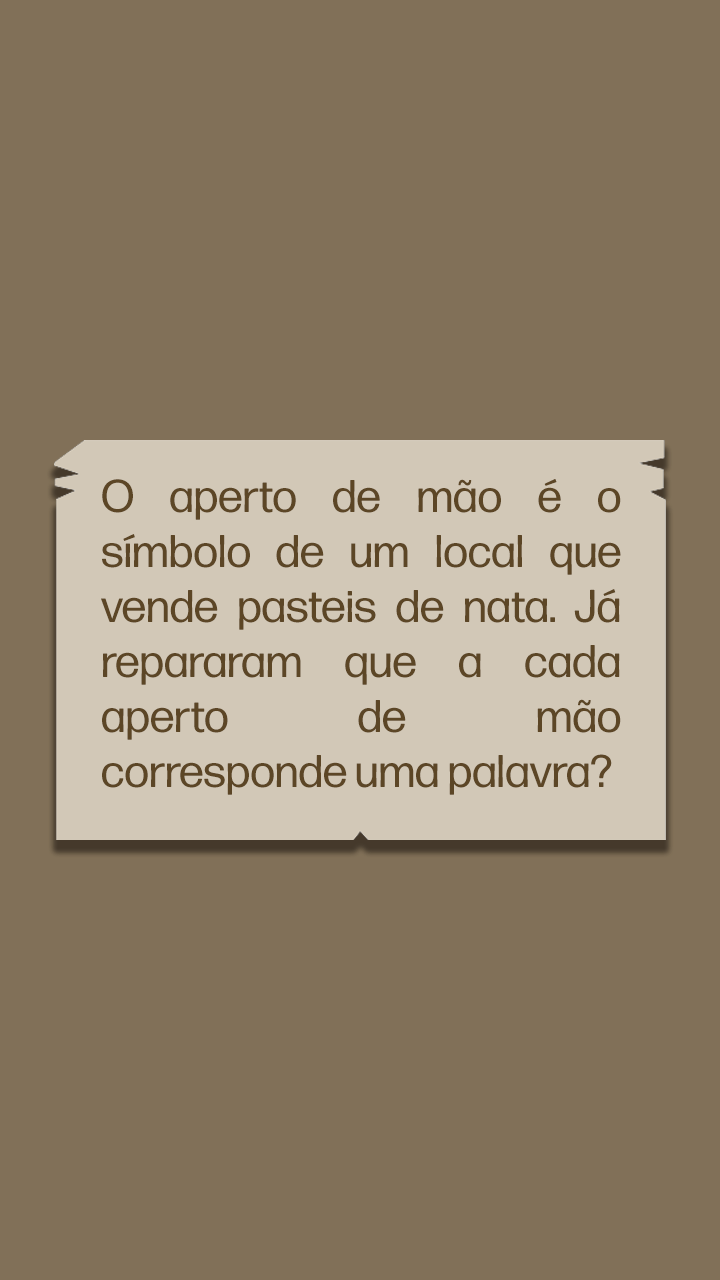 O aperto de mão é o
símbolo de um local que
vende pasteis de nata. Já
repararam que a cada
aperto de mão
corresponde uma palavra?